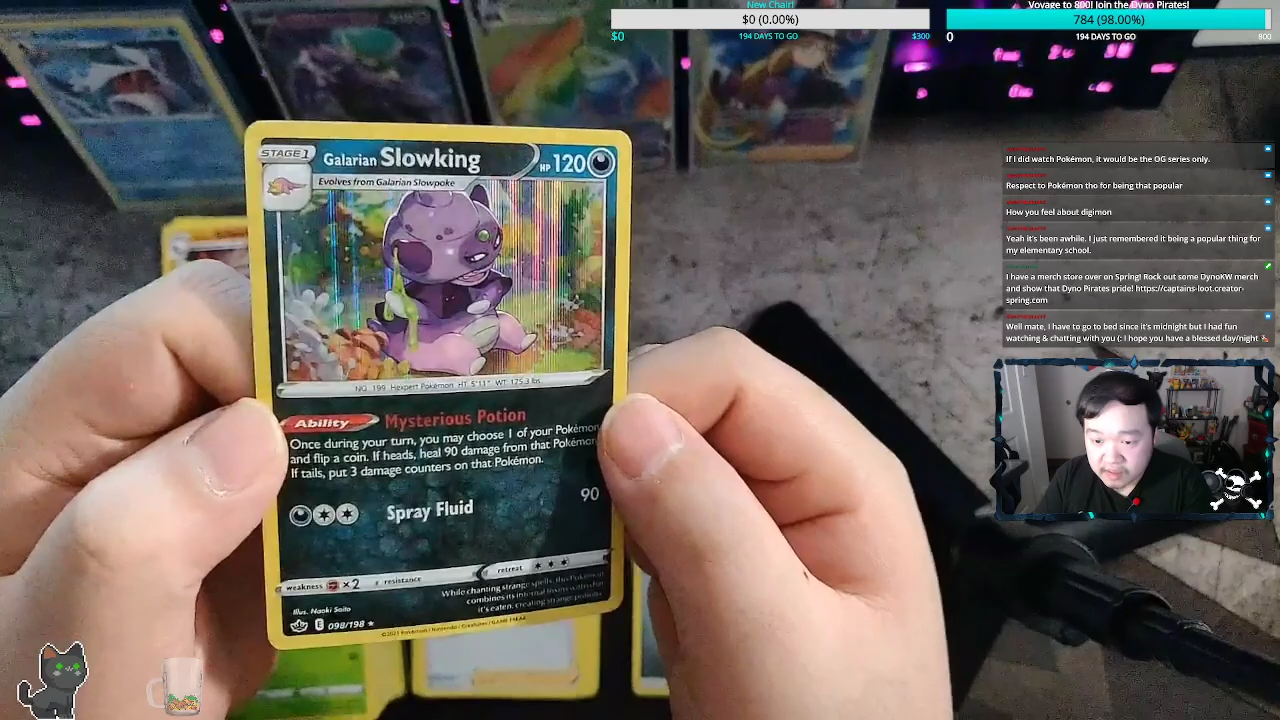 New Chair!
$0 (0.00%)
$0
194 DAYS TO GO
$300
Voyage to 800! Join the Dyno Pirates!
784 (98.00%)
0
194 DAYS TO GO
800
STAGE 1
Galarian Slowking
HP 120
Evolves from Galarian Slowpoke
NO. 199 Hexpert Pokémon HT: 5'11" WT: 175.3 lbs.
Ability Mysterious Potion
Once during your turn, you may choose 1 of your Pokémon
and flip a coin. If heads, heal 90 damage from that Pokémon.
If tails, put 3 damage counters on that Pokémon.
Spray Fluid 90
weakness ×2 resistance retreat
While chanting strange spells, this Pokémon
combines its internal toxins with what
it's eaten, creating strange potions.
Illus. Naoki Saito
E 098/198
©2021 Pokémon / Nintendo / Creatures / GAME FREAK
If I did watch Pokémon, it would be the OG series only.
Respect to Pokémon tho for being that popular
How you feel about digimon
Yeah it's been awhile. I just remembered it being a popular thing for
my elementary school.
I have a merch store over on Spring! Rock out some DynoKW merch
and show that Dyno Pirates pride! https://captains-loot.creator-
spring.com
Well mate, I have to go to bed since it's midnight but I had fun
watching & chatting with you (: I hope you have a blessed day/night